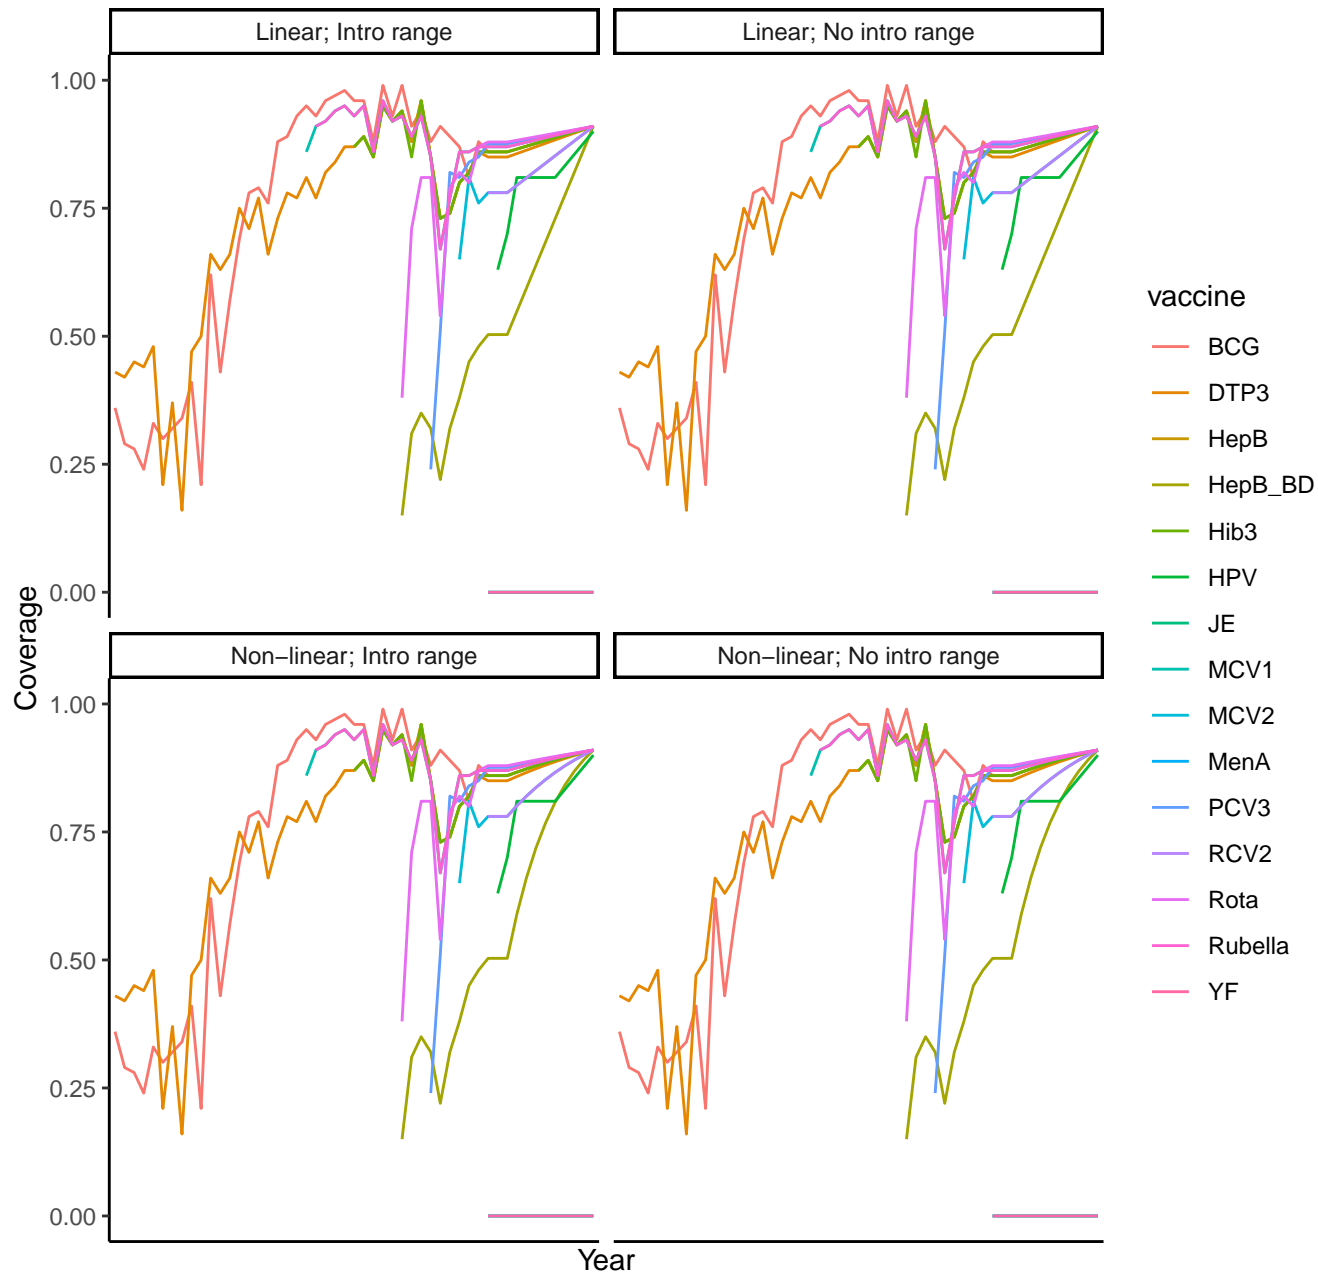 Linear; Intro range
Linear; No intro range
1.00
0.75
0.50
0.25
0.00
Non−linear; Intro range
Non−linear; No intro range
1.00
0.75
0.50
0.25
0.00
Coverage
Year
vaccine
BCG
DTP3
HepB
HepB_BD
Hib3
HPV
JE
MCV1
MCV2
MenA
PCV3
RCV2
Rota
Rubella
YF